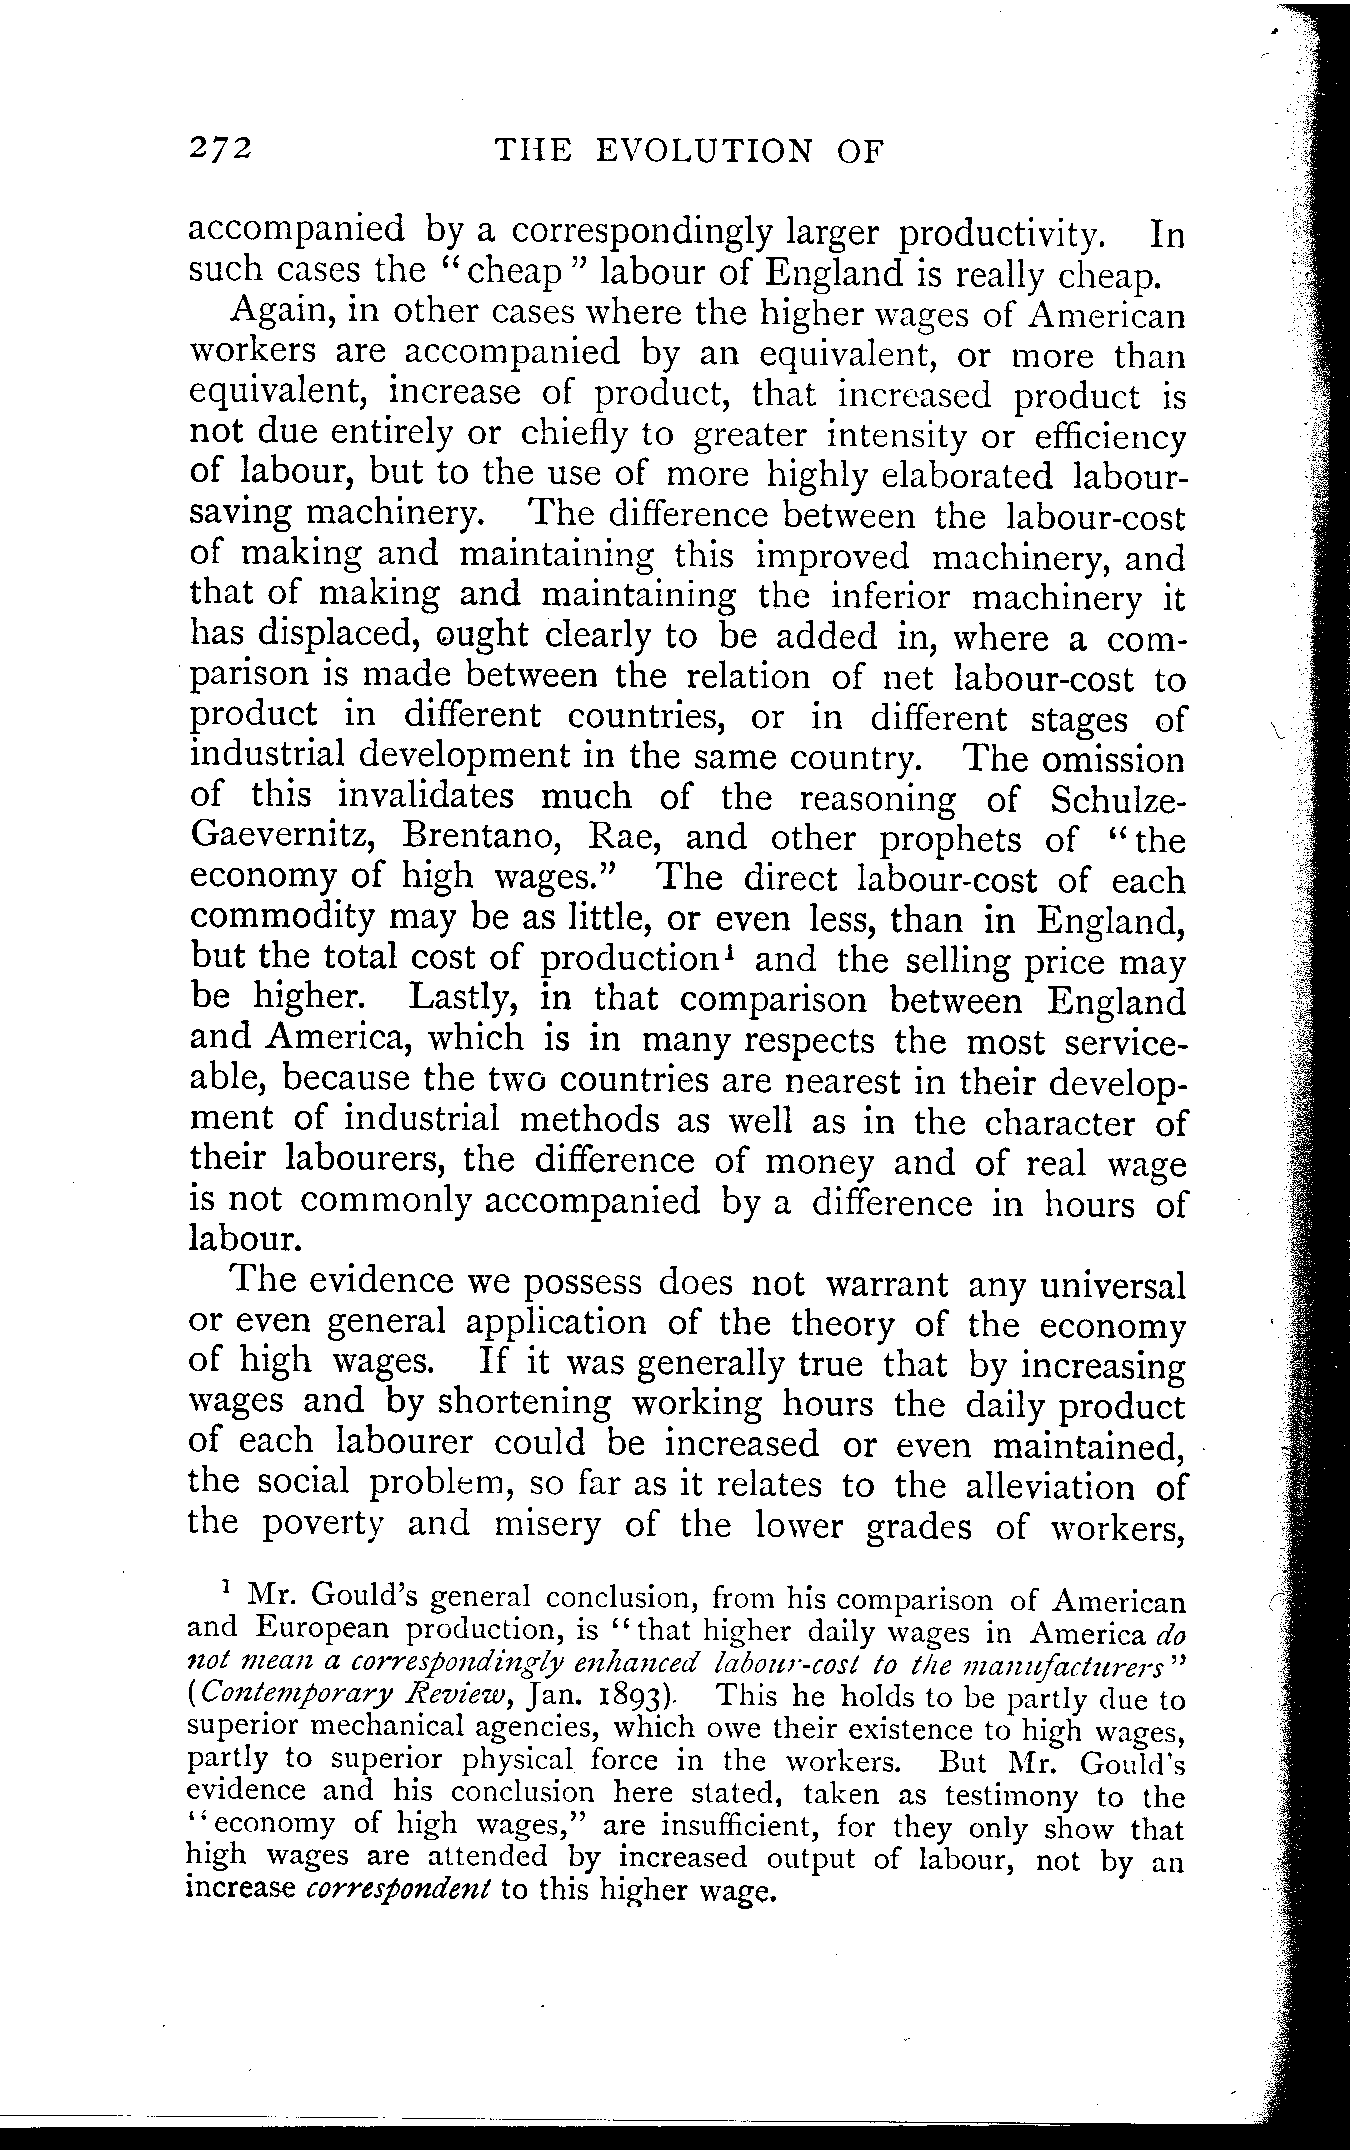 272 THE EVOLUTION OF
accompanied by a correspondingly larger productivity. In
such cases the “cheap” labour of England is really cheap.
Again, in other cases where the higher wages of American
workers are accompanied by an equivalent, or more than
equivalent, increase of product, that increased product is
not due entirely or chiefly to greater intensity or efficiency
of labour, but to the use of more highly elaborated labour-
saving machinery. The difference between the labour-cost
of making and maintaining this improved machinery, and
that of making and maintaining the inferior machinery it
has displaced, ought clearly to be added in, where a com-
parison is made between the relation of net labour-cost to
product in different countries, or in different stages of
industrial development in the same country. The omission
of this invalidates much of the reasoning of Schulze-
Gaevernitz, Brentano, Rae, and other prophets of “the
economy of high wages.” The direct labour-cost of each
commodity may be as little, or even less, than in England,
but the total cost of production¹ and the selling price may
be higher. Lastly, in that comparison between England
and America, which is in many respects the most service-
able, because the two countries are nearest in their develop-
ment of industrial methods as well as in the character of
their labourers, the difference of money and of real wage
is not commonly accompanied by a difference in hours of
labour.
The evidence we possess does not warrant any universal
or even general application of the theory of the economy
of high wages. If it was generally true that by increasing
wages and by shortening working hours the daily product
of each labourer could be increased or even maintained,
the social problem, so far as it relates to the alleviation of
the poverty and misery of the lower grades of workers,
¹ Mr. Gould's general conclusion, from his comparison of American
and European production, is “that higher daily wages in America do
not mean a correspondingly enhanced labour-cost to the manufacturers”
(Contemporary Review, Jan. 1893). This he holds to be partly due to
superior mechanical agencies, which owe their existence to high wages,
partly to superior physical force in the workers. But Mr. Gould's
evidence and his conclusion here stated, taken as testimony to the
“economy of high wages,” are insufficient, for they only show that
high wages are attended by increased output of labour, not by an
increase correspondent to this higher wage.